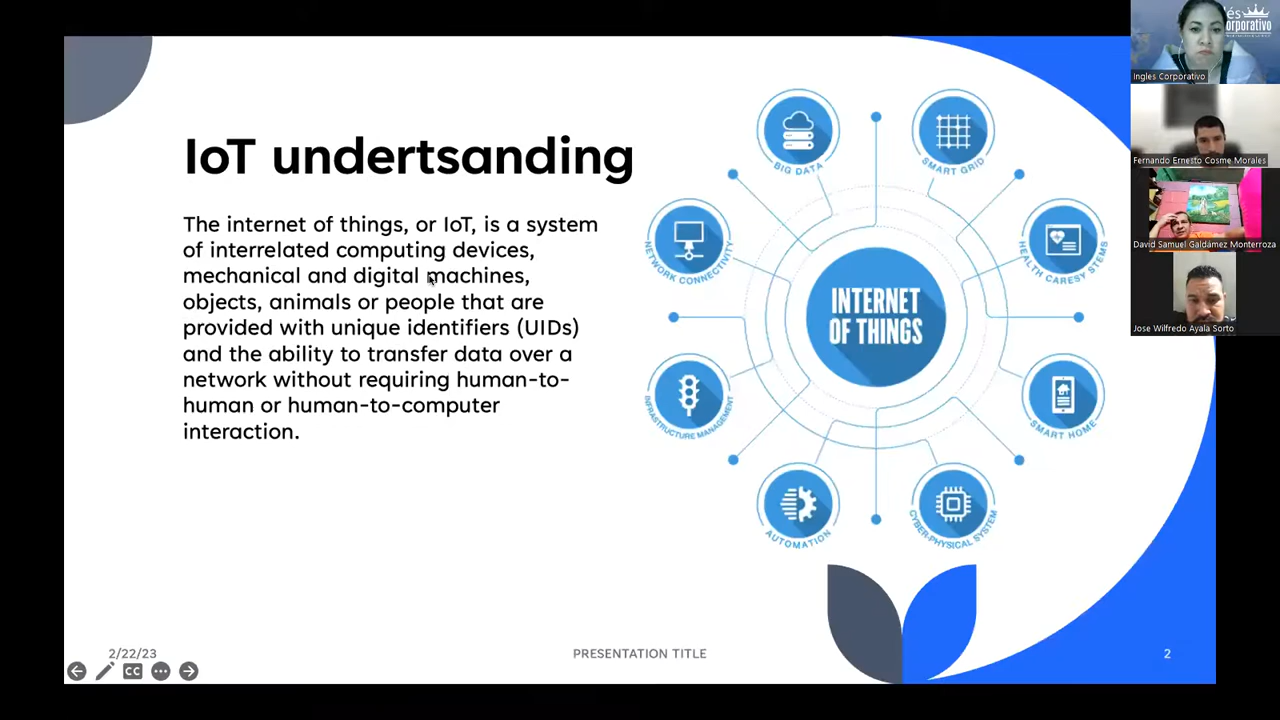 IoT undertsanding
The internet of things, or IoT, is a system
of interrelated computing devices,
mechanical and digital machines,
objects, animals or people that are
provided with unique identifiers (UIDs)
and the ability to transfer data over a
network without requiring human-to-
human or human-to-computer
interaction.
BIG DATA
SMART GRID
NETWORK CONNECTIVITY
HEALTH CARESY STEMS
INTERNET
OF THINGS
INFRASTRUCTURE MANAGEMENT
SMART HOME
AUTOMATION
CYBER-PHYSICAL SYSTEM
2/22/23
PRESENTATION TITLE
2
CC
Ingles Corporativo
Fernando Ernesto Cosme Morales
David Samuel Galdámez Monterroza
Jose Wilfredo Ayala Sorto